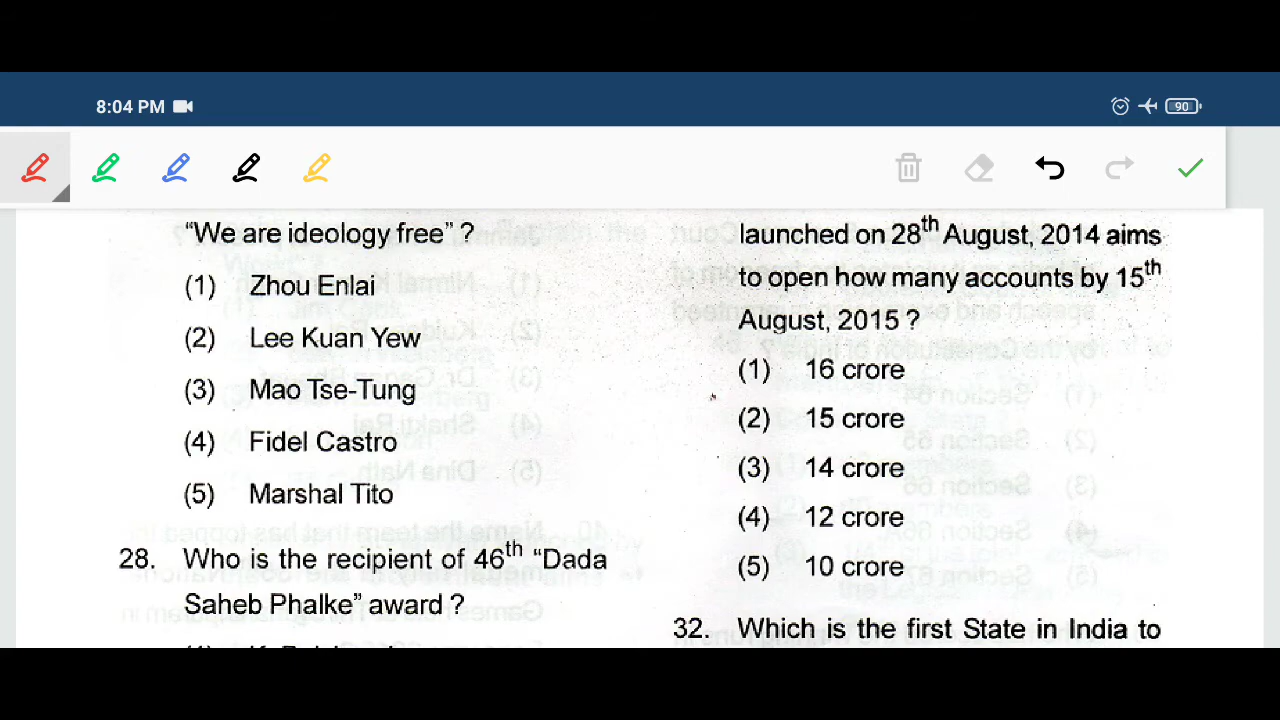 8:04 PM
90
"We are ideology free" ?
(1) Zhou Enlai
(2) Lee Kuan Yew
(3) Mao Tse-Tung
(4) Fidel Castro
(5) Marshal Tito
28. Who is the recipient of 46th "Dada
Saheb Phalke" award ?
launched on 28th August, 2014 aims
to open how many accounts by 15th
August, 2015 ?
(1) 16 crore
(2) 15 crore
(3) 14 crore
(4) 12 crore
(5) 10 crore
32. Which is the first State in India to